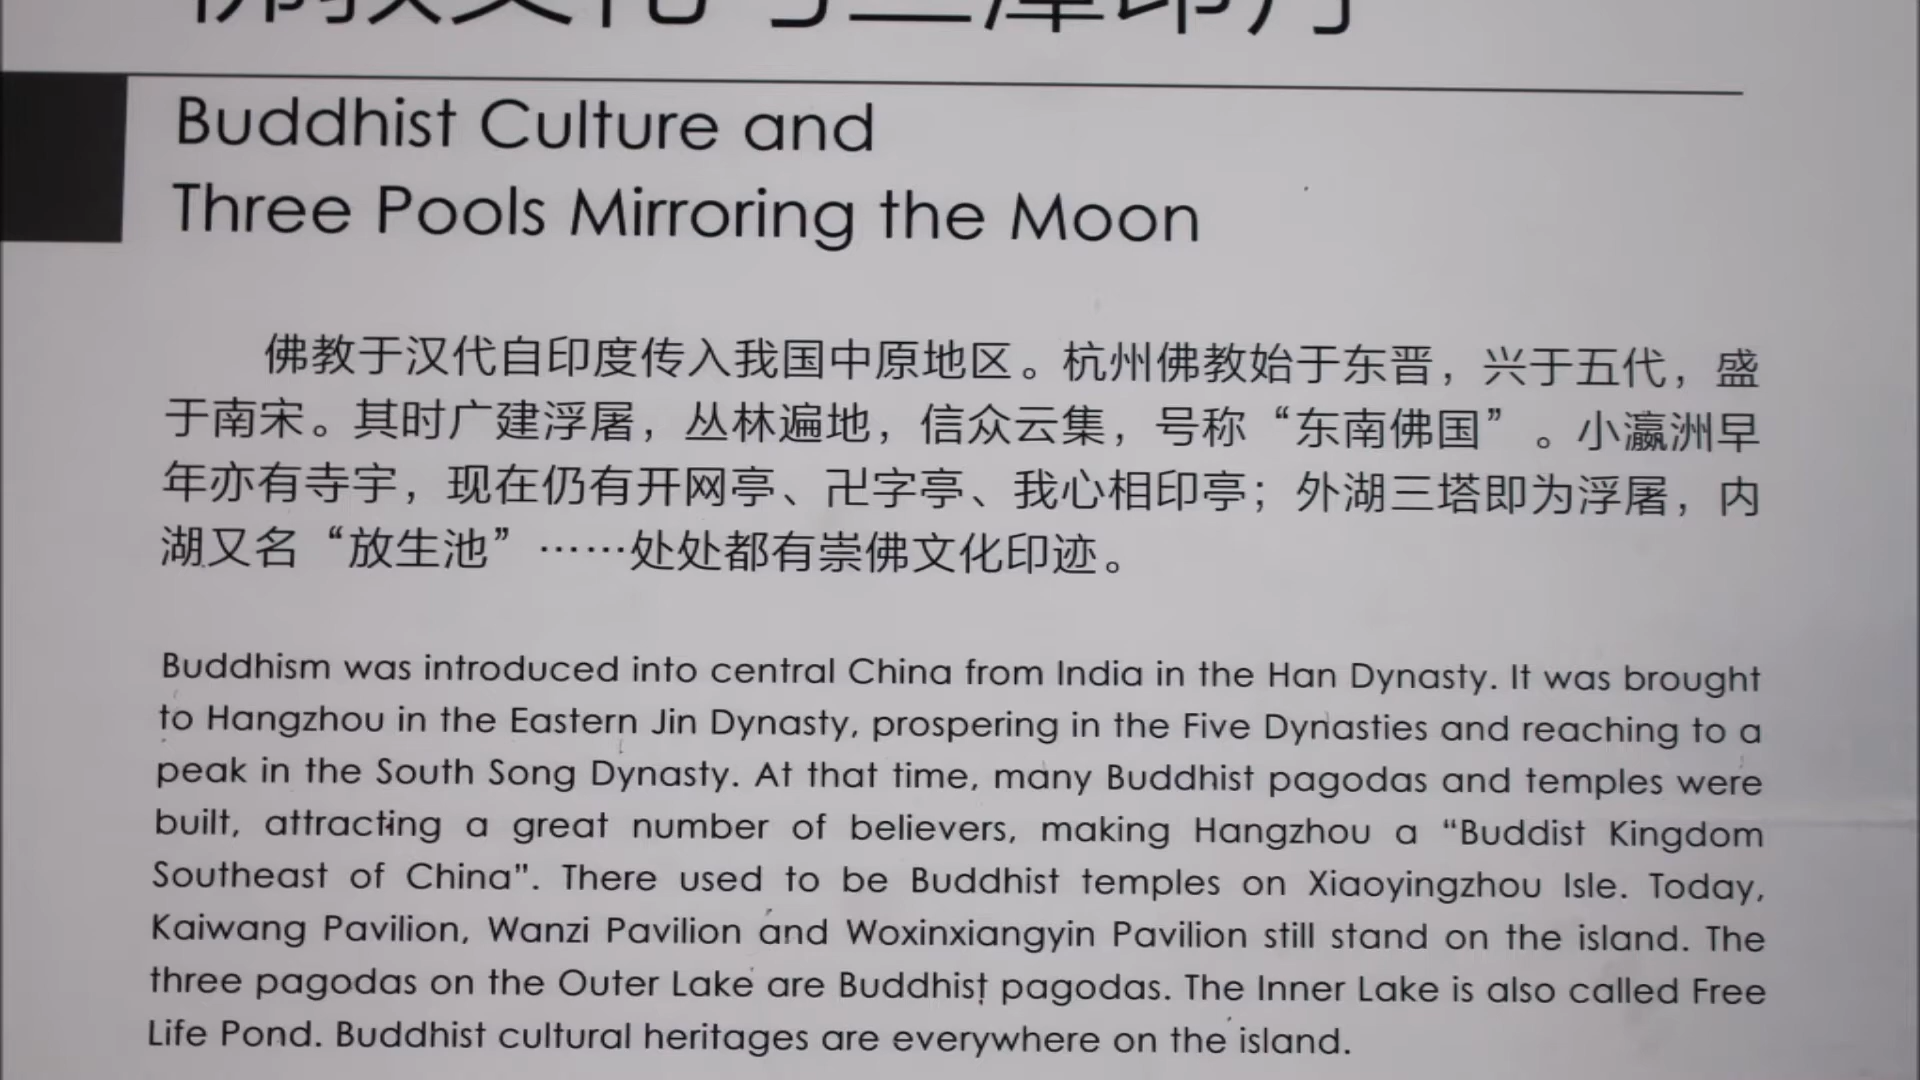 佛教文化与三潭印月
Buddhist Culture and
Three Pools Mirroring the Moon
佛教于汉代自印度传入我国中原地区。杭州佛教始于东晋，兴于五代，盛
于南宋。其时广建浮屠，丛林遍地，信众云集，号称“东南佛国”。小瀛洲早
年亦有寺宇，现在仍有开网亭、卍字亭、我心相印亭；外湖三塔即为浮屠，内
湖又名“放生池”……处处都有崇佛文化印迹。
Buddhism was introduced into central China from India in the Han Dynasty. It was brought
to Hangzhou in the Eastern Jin Dynasty, prospering in the Five Dynasties and reaching to a
peak in the South Song Dynasty. At that time, many Buddhist pagodas and temples were
built, attracting a great number of believers, making Hangzhou a “Buddist Kingdom
Southeast of China”. There used to be Buddhist temples on Xiaoyingzhou Isle. Today,
Kaiwang Pavilion, Wanzi Pavilion and Woxinxiangyin Pavilion still stand on the island. The
three pagodas on the Outer Lake are Buddhist pagodas. The Inner Lake is also called Free
Life Pond. Buddhist cultural heritages are everywhere on the island.